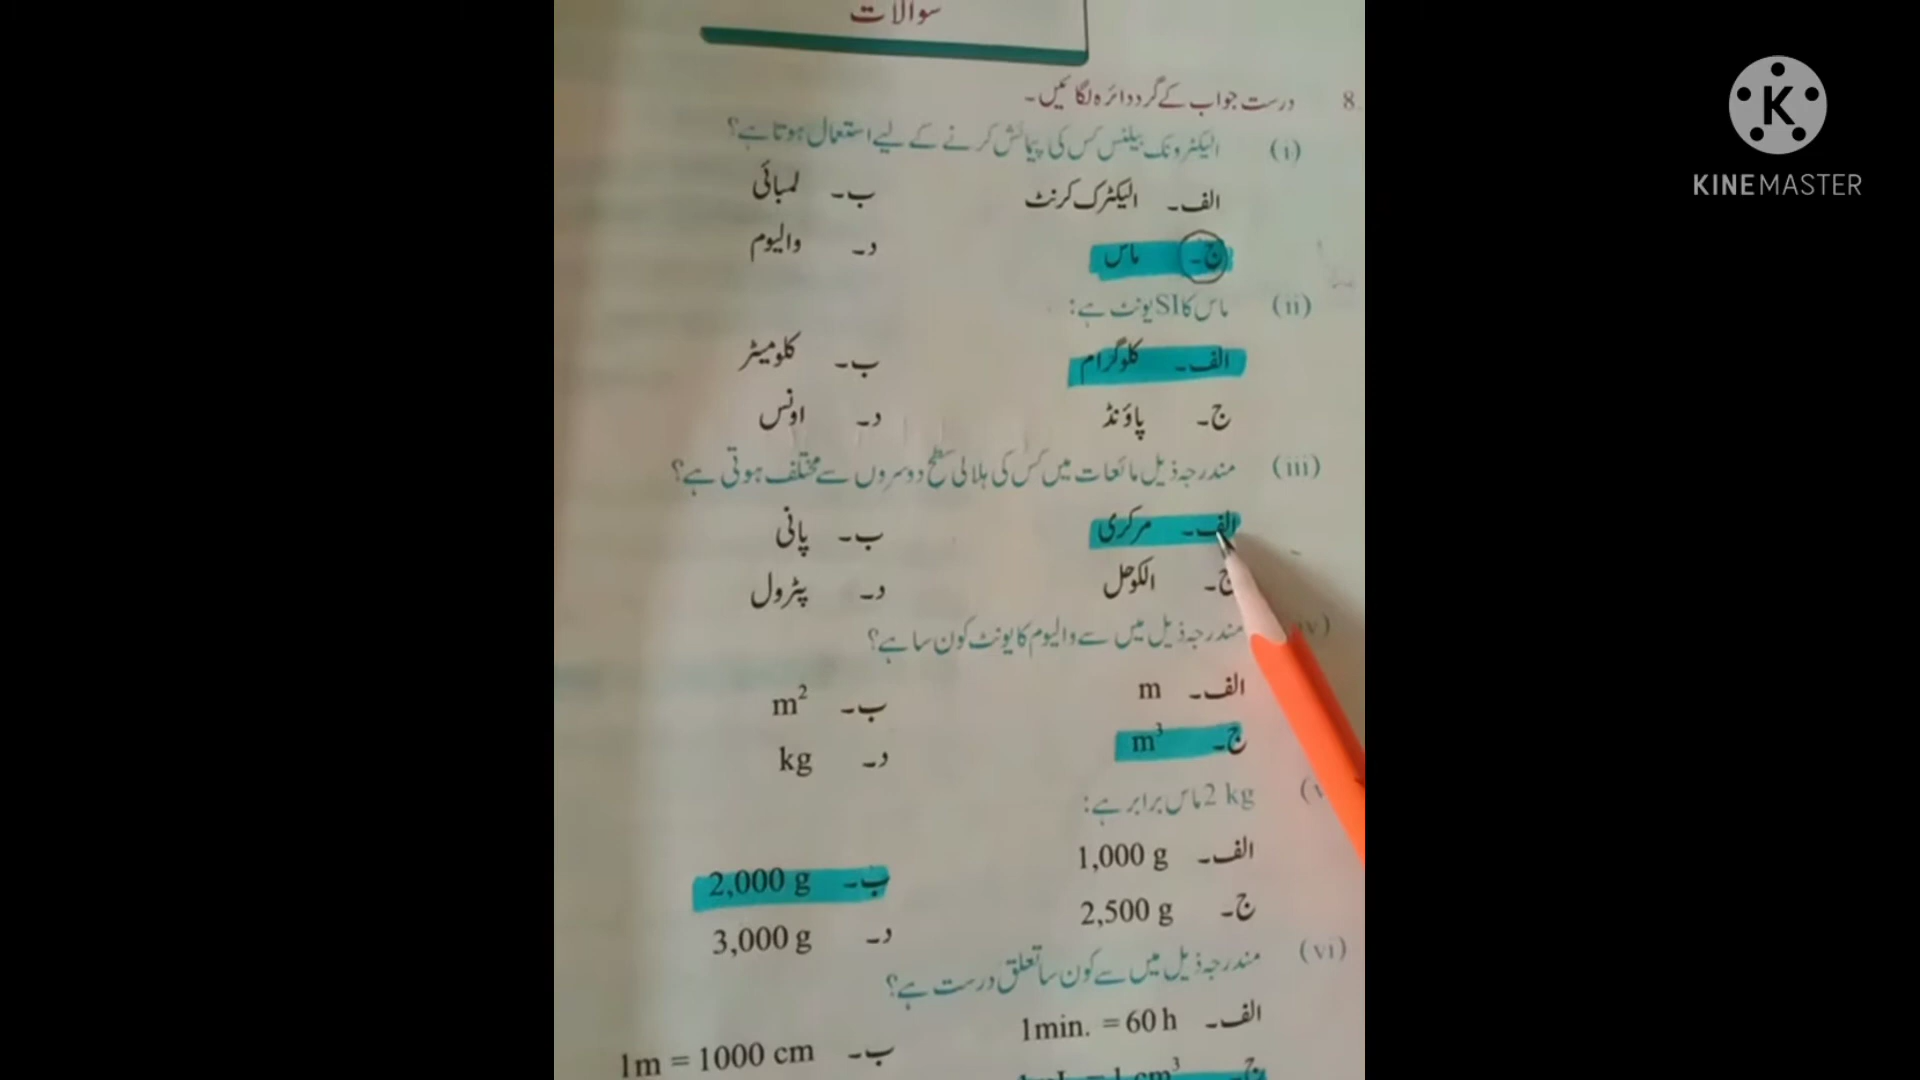 سوالات
8 درست جواب کے گرد دائرہ لگائیں۔
(i) الیکٹرونک بیلنس کس کی پیمائش کرنے کے لیے استعمال ہوتا ہے؟
الف۔ الیکٹرک کرنٹ ب۔ لمبائی
ج۔ ماس د۔ والیوم
(ii) ماس کا SI یونٹ ہے:
الف۔ کلوگرام ب۔ کلومیٹر
ج۔ پاؤنڈ د۔ اونس
(iii) مندرجہ ذیل مائعات میں کس کی ہلالی سطح دوسروں سے مختلف ہوتی ہے؟
الف۔ مرکری ب۔ پانی
ج۔ الکوحل د۔ پٹرول
مندرجہ ذیل میں سے والیوم کا یونٹ کون سا ہے؟
الف۔ m ب۔ m²
ج۔ m³ د۔ kg
2 kg ماس برابر ہے:
الف۔ 1,000 g ب۔ 2,000 g
ج۔ 2,500 g د۔ 3,000 g
(vi) مندرجہ ذیل میں سے کون سا تعلق درست ہے؟
الف۔ 1min. = 60 h ب۔ 1m = 1000 cm
ج۔ = 1 cm³
KINEMASTER